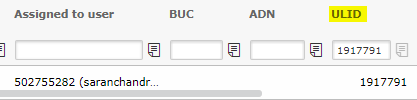 Assigned to user BUC ADN ULID
1917791
502755282 (saranchandr... 1917791